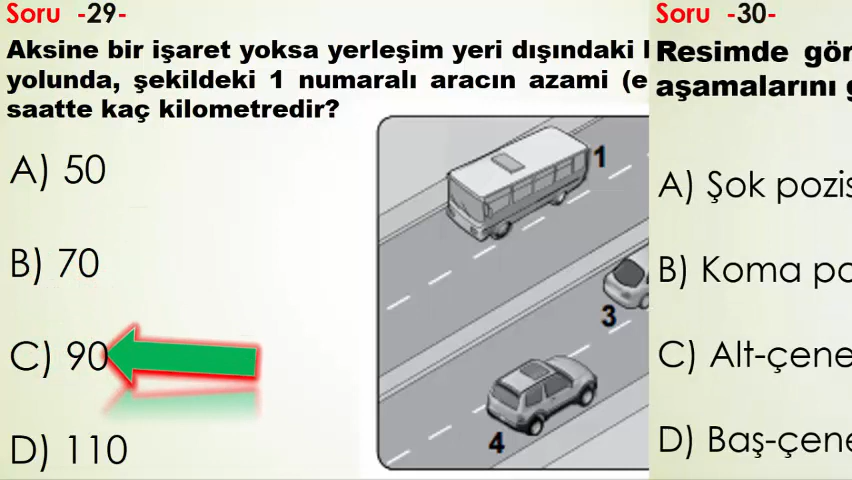 Soru -29-
Aksine bir işaret yoksa yerleşim yeri dışındaki
yolunda, şekildeki 1 numaralı aracın azami (e
saatte kaç kilometredir?
A) 50
B) 70
C) 90
D) 110
1
3
4
Soru -30-
Resimde gör
aşamalarını
A) Şok pozis
B) Koma po
C) Alt-çene
D) Baş-çene